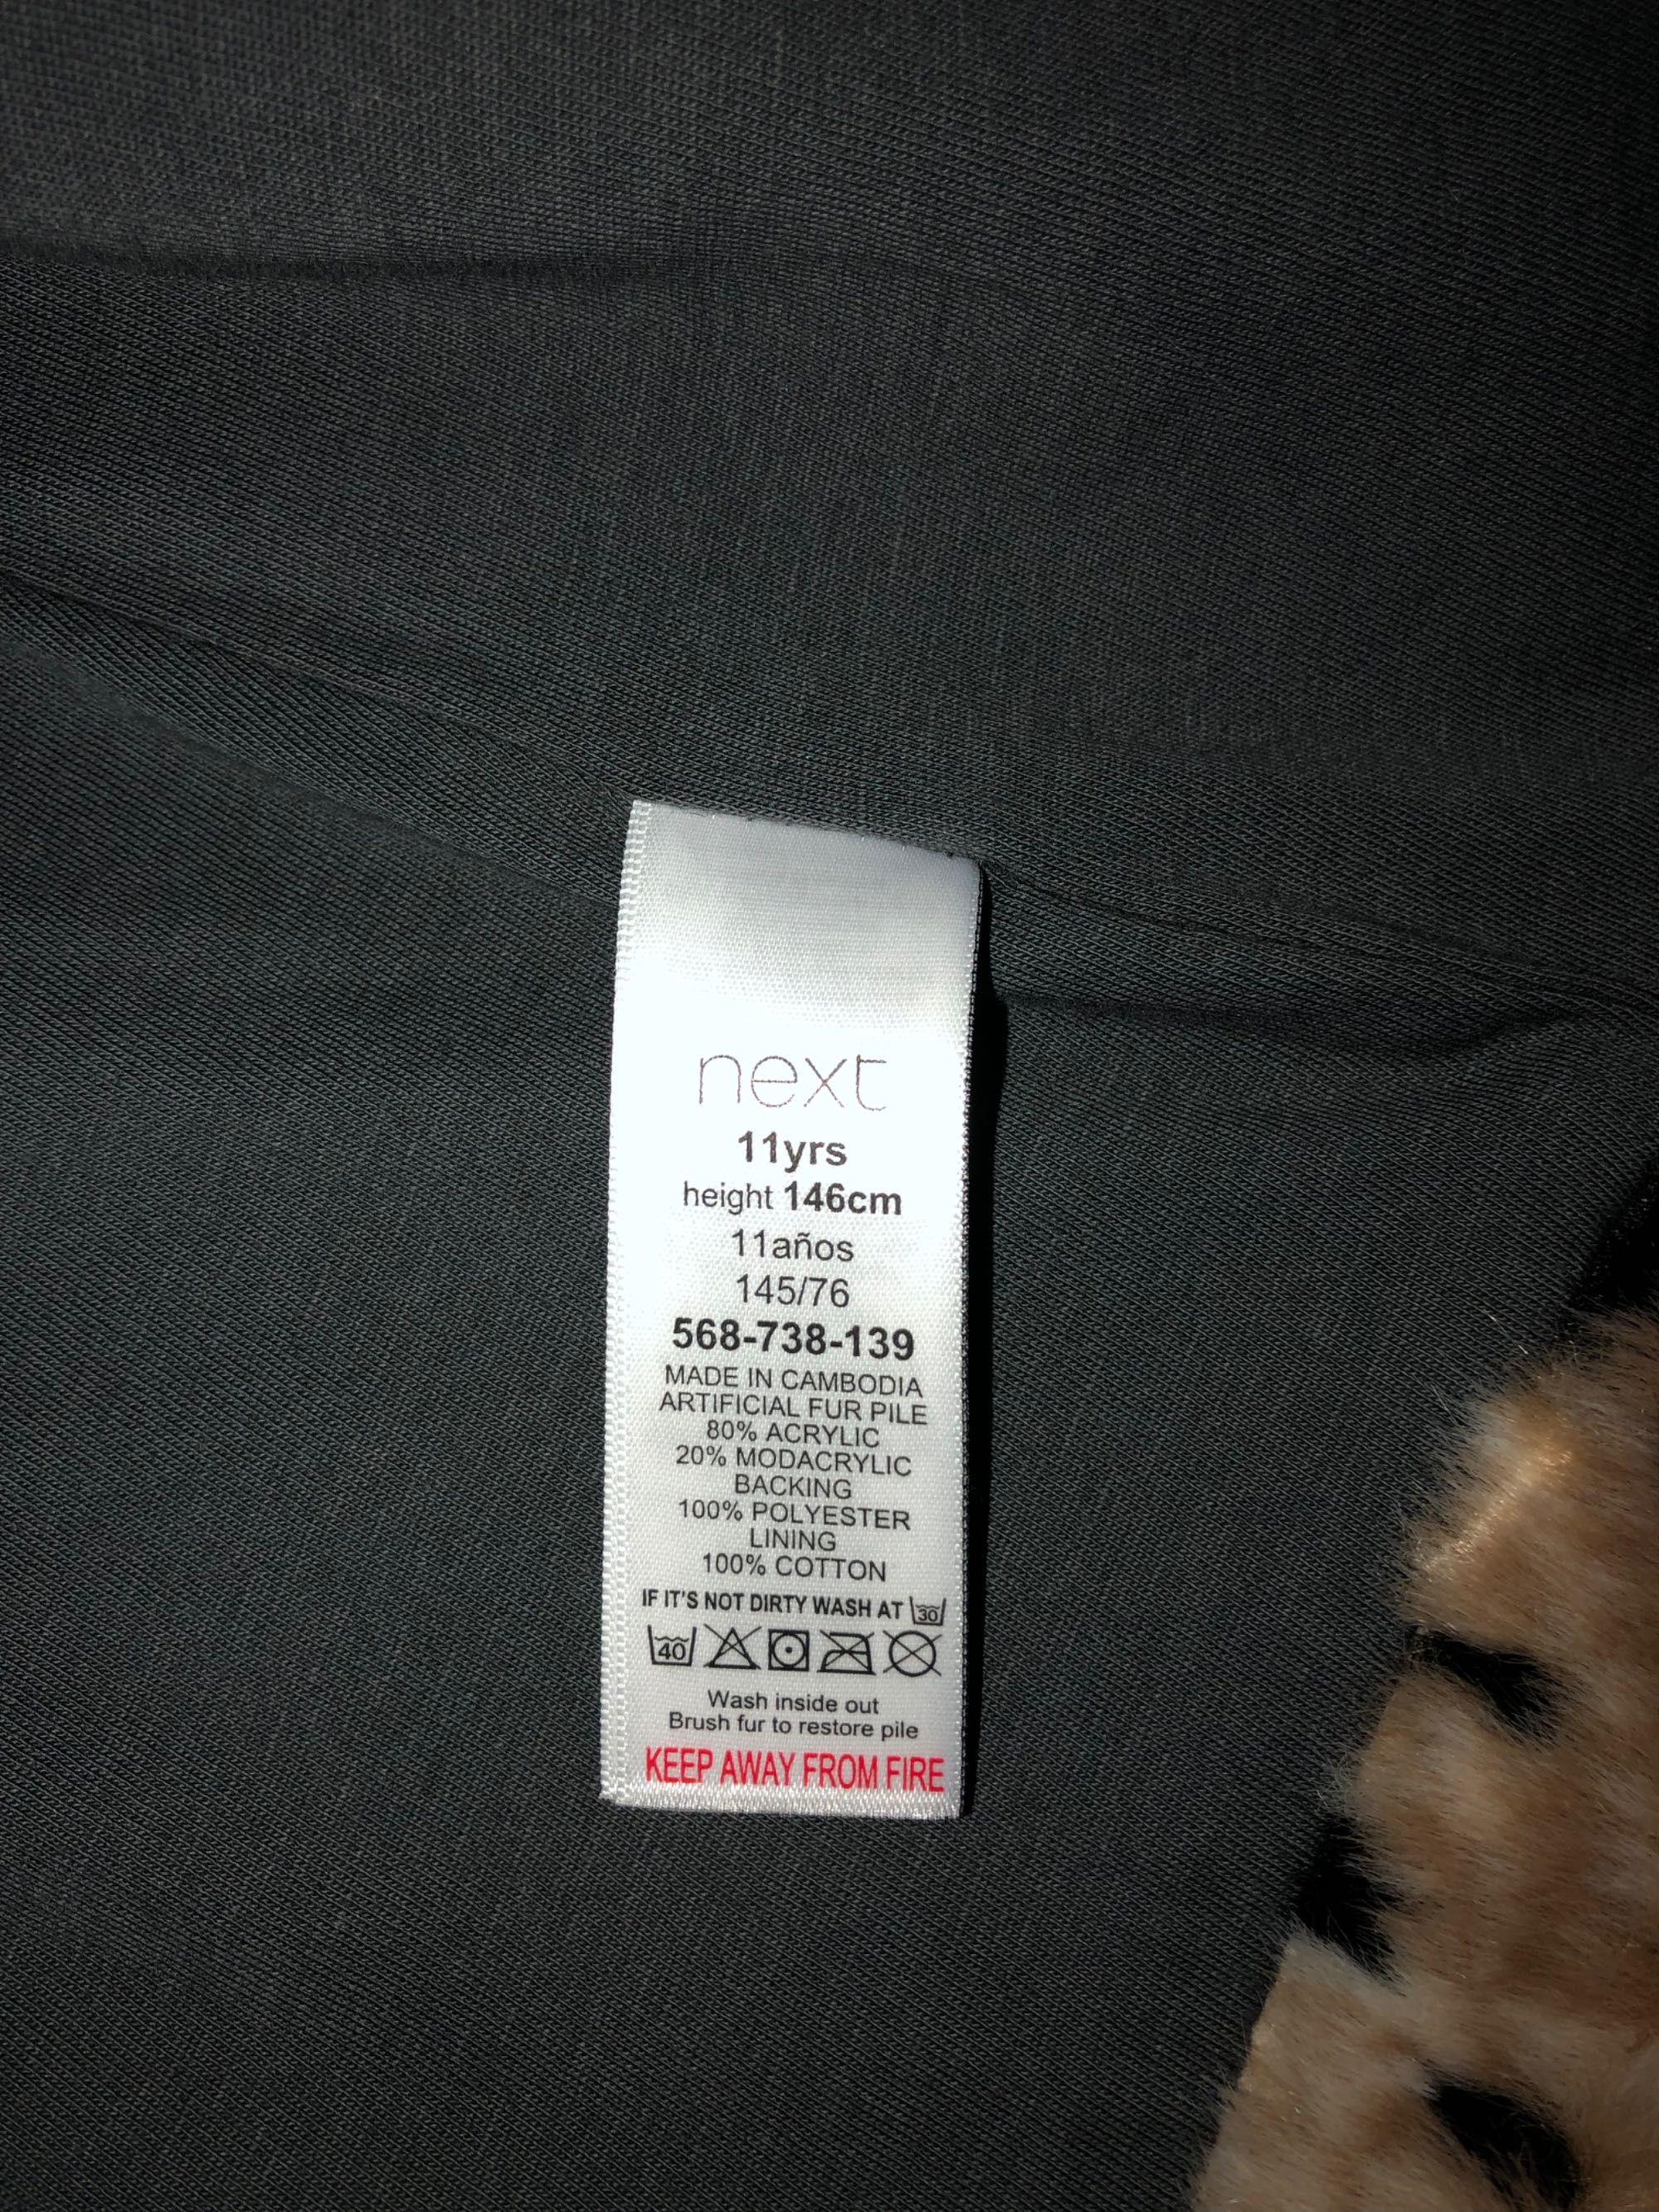 next
11yrs
height 146cm
11años
145/76
568-738-139
MADE IN CAMBODIA
ARTIFICIAL FUR PILE
80% ACRYLIC
20% MODACRYLIC
BACKING
100% POLYESTER
LINING
100% COTTON
IF IT'S NOT DIRTY WASH AT 30
40
Wash inside out
Brush fur to restore pile
KEEP AWAY FROM FIRE